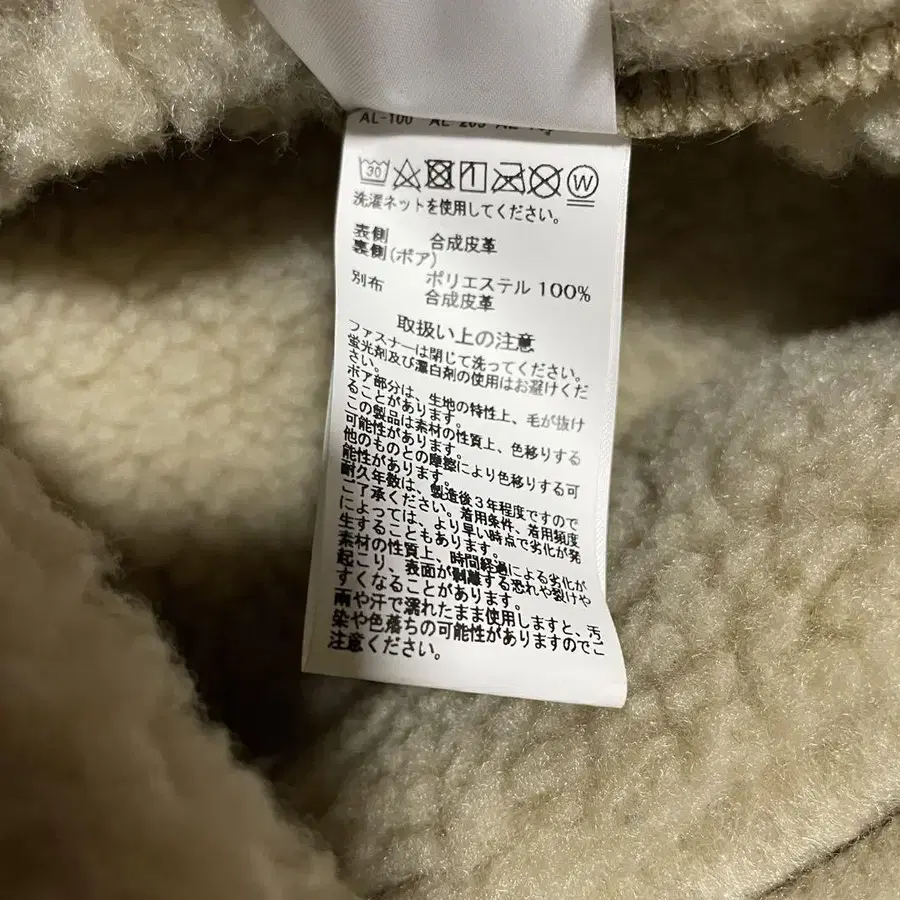 AL-100
30
W
洗濯ネットを使用してください。
表側 合成皮革
裏側(ボア)
ポリエステル 100%
別布 合成皮革
取扱い上の注意
ファスナーは閉じて洗ってください。
蛍光剤及び漂白剤の使用はお避けくだ
さい。
ボア部分は、生地の特性上、毛が抜け
ることがあります。
この製品は素材の性質上、色移りする
可能性があります。
他のものとの摩擦により色移りする可
能性があります。
耐久年数は、製造後3年程度ですので
ご了承ください。着用条件、着用頻度
によっては、より早い時点で劣化が発
生することもあります。
素材の性質上、時間経過による劣化が
起こり、表面が剥離する恐れや裂けや
すくなることがあります。
雨や汗で濡れたまま使用しますと、汚
染や色落ちの可能性がありますのでご
注意ください。